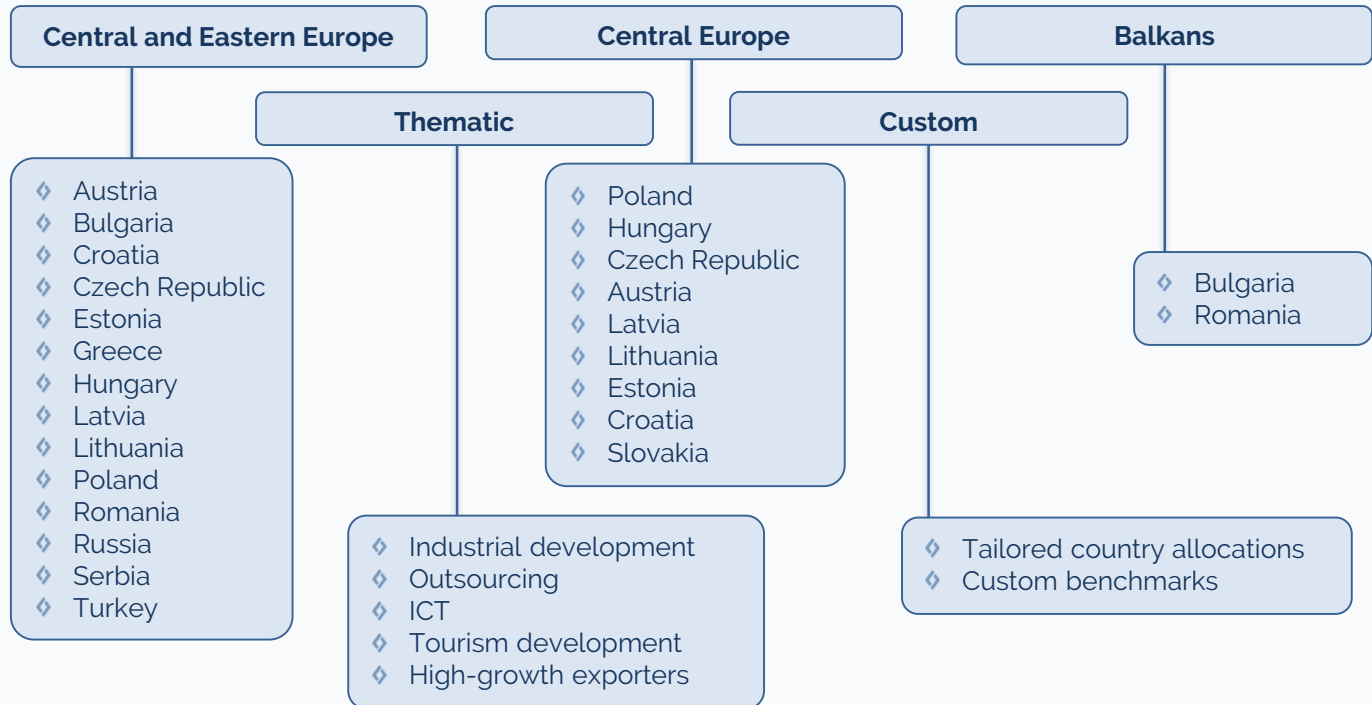 Central and Eastern Europe
Austria
Bulgaria
Croatia
Czech Republic
Estonia
Greece
Hungary
Latvia
Lithuania
Poland
Romania
Russia
Serbia
Turkey
Thematic
Industrial development
Outsourcing
ICT
Tourism development
High-growth exporters
Central Europe
Poland
Hungary
Czech Republic
Austria
Latvia
Lithuania
Estonia
Croatia
Slovakia
Custom
Tailored country allocations
Custom benchmarks
Balkans
Bulgaria
Romania